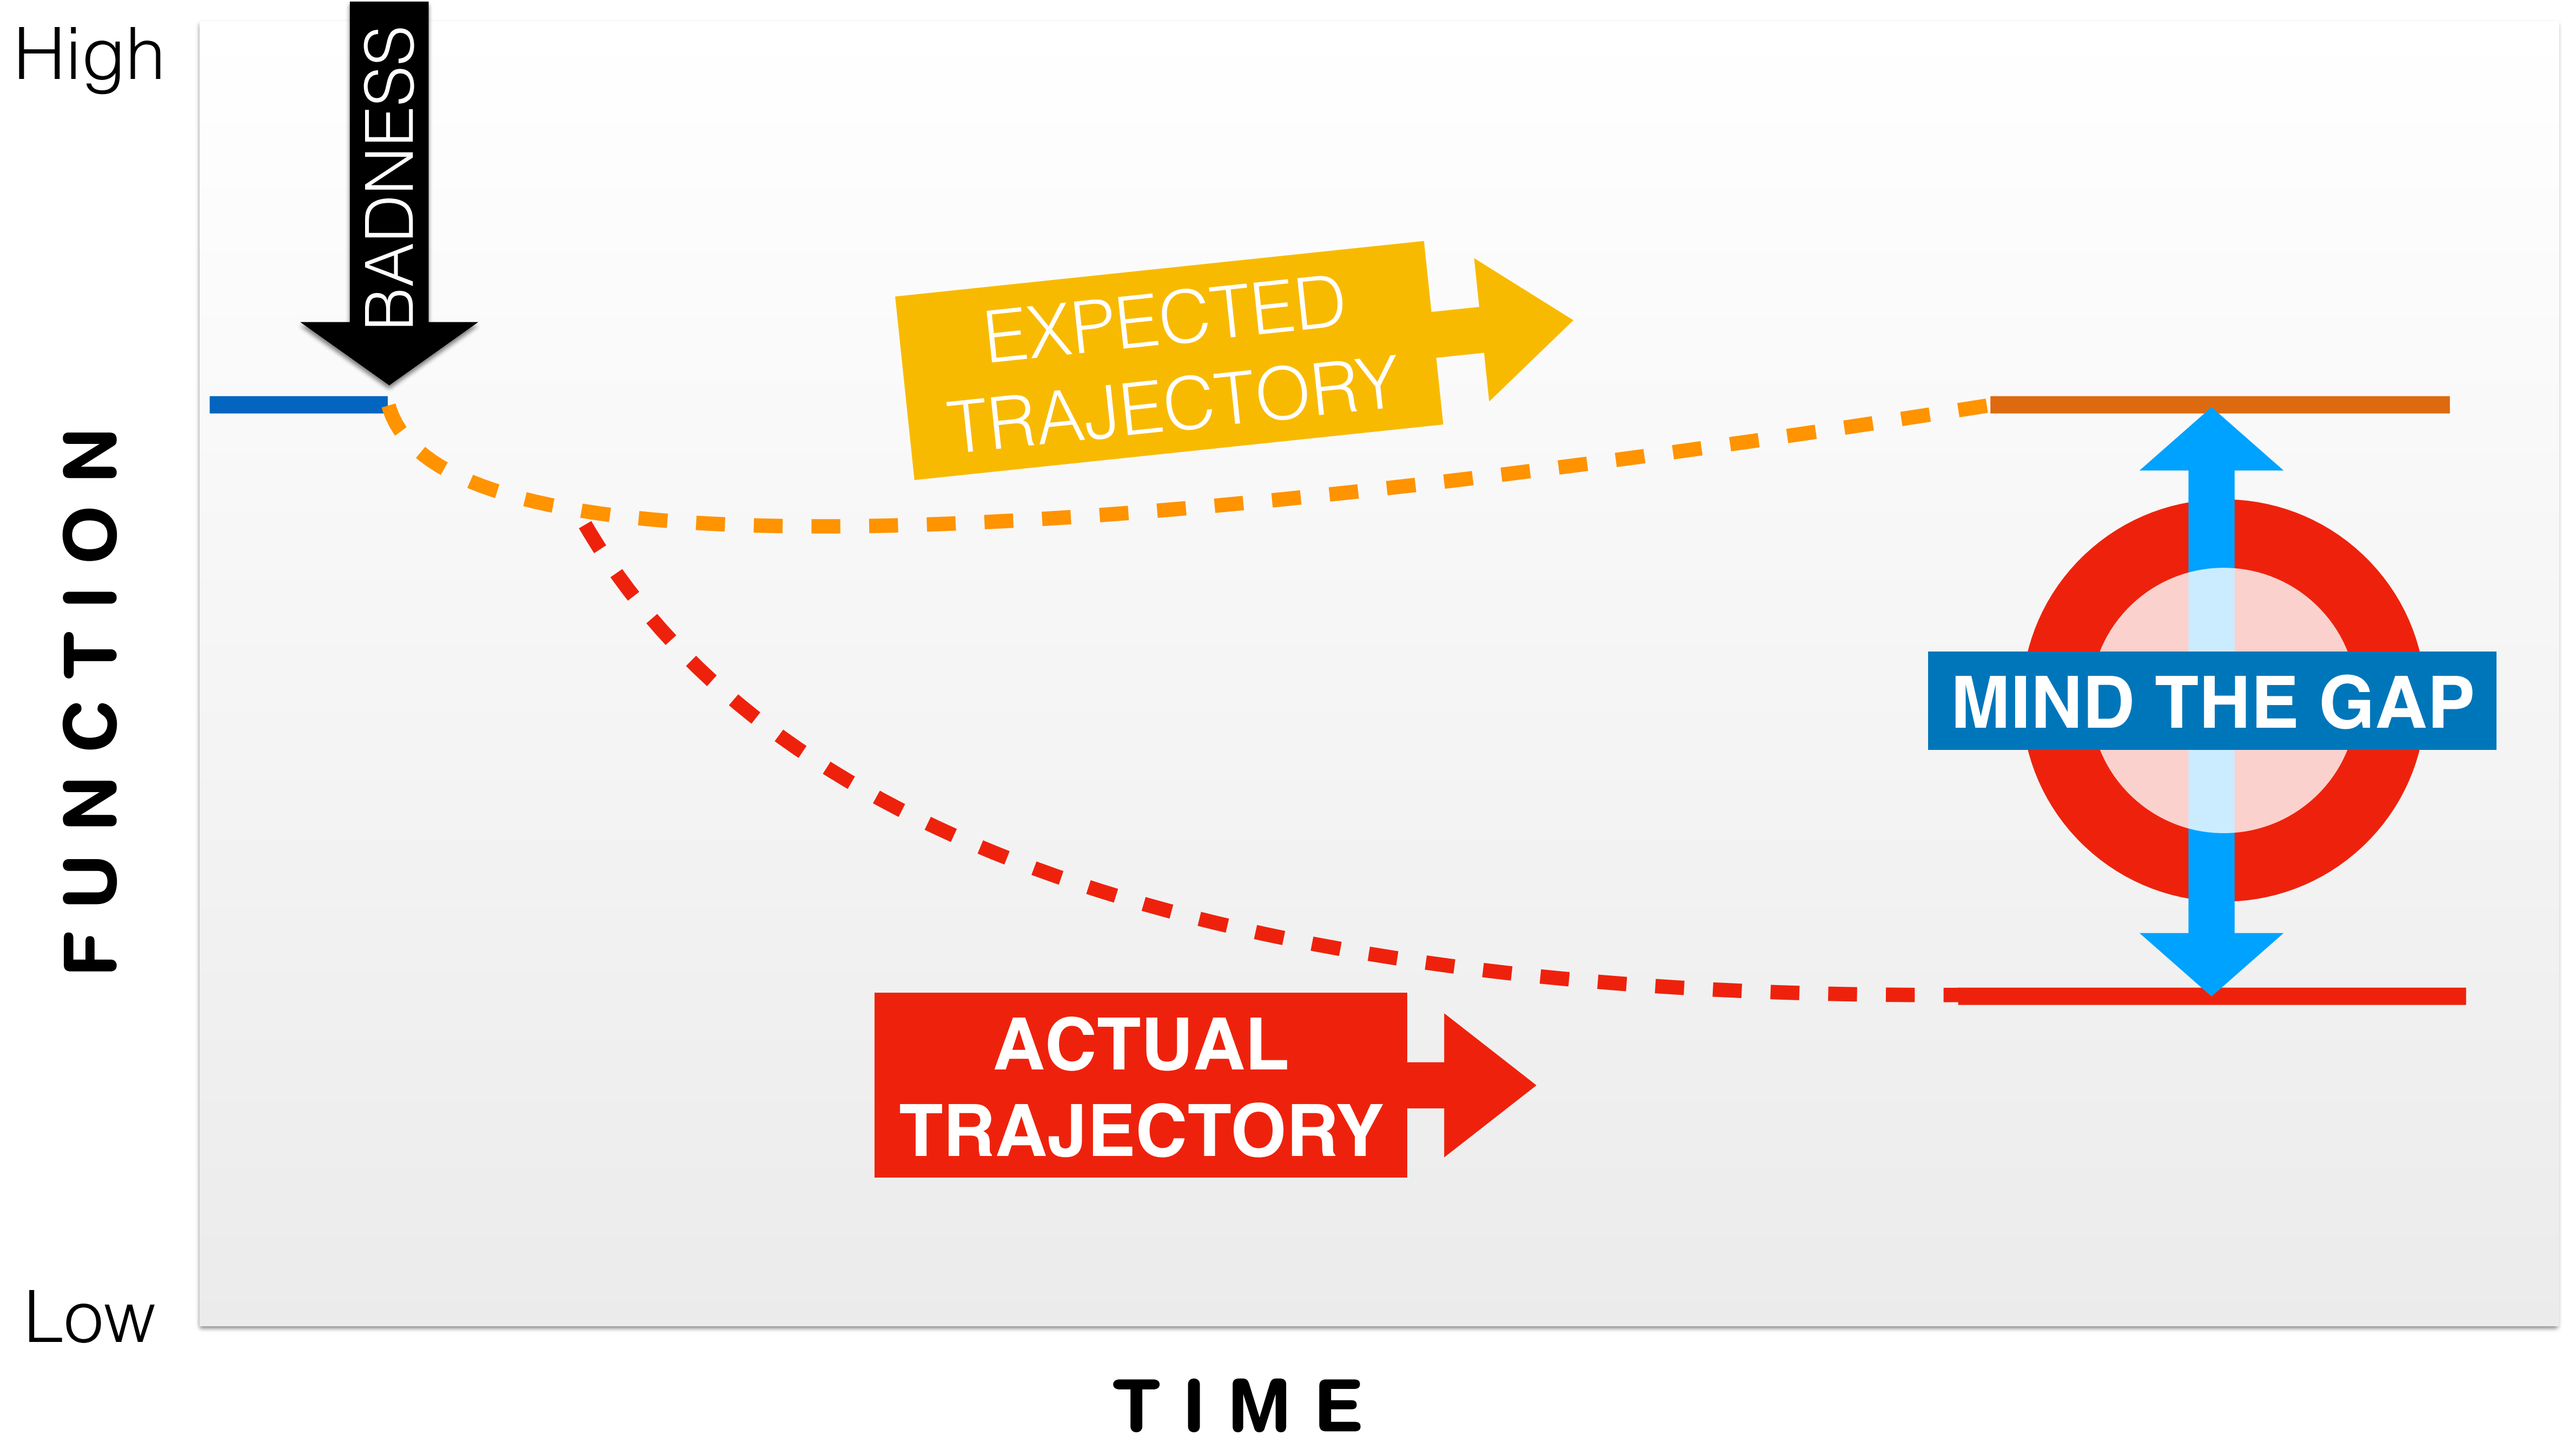 High
BADNESS
EXPECTED
TRAJECTORY
FUNCTION
MIND THE GAP
ACTUAL
TRAJECTORY
Low
TIME